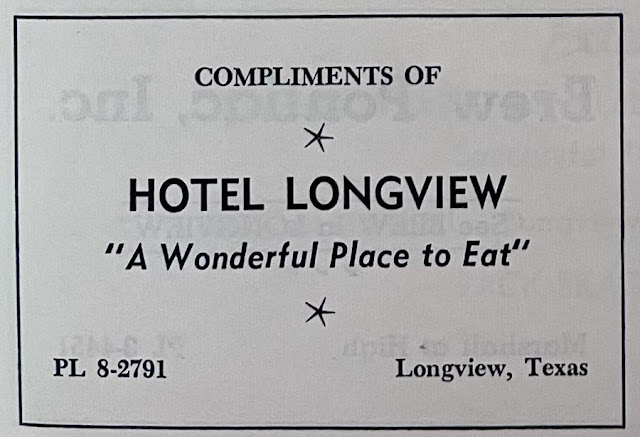 COMPLIMENTS OF
HOTEL LONGVIEW
"A Wonderful Place to Eat"
PL 8-2791 Longview, Texas